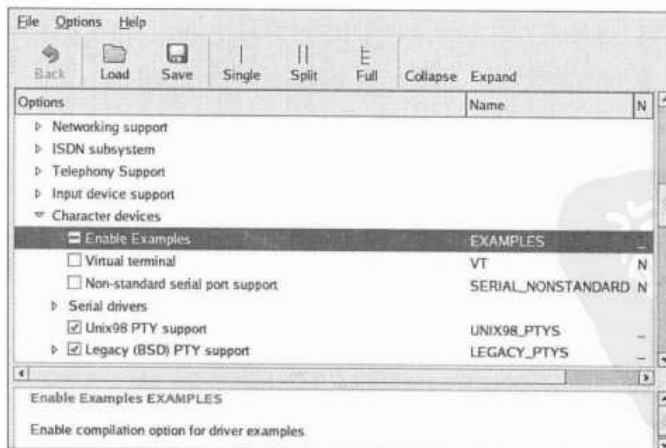 File Options Help
Back Load Save Single Split Full Collapse Expand
Options Name N
Networking support
ISDN subsystem
Telephony Support
Input device support
Character devices
Enable Examples EXAMPLES _
Virtual terminal VT N
Non-standard serial port support SERIAL_NONSTANDARD N
Serial drivers
Unix98 PTY support UNIX98_PTYS _
Legacy (BSD) PTY support LEGACY_PTYS _
Enable Examples EXAMPLES
Enable compilation option for driver examples